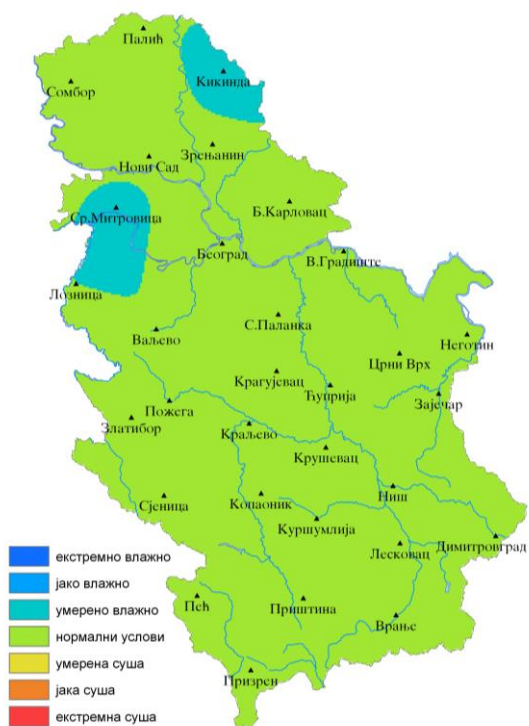 Палић
Кикинда
Сомбор
Зрењанин
Нови Сад
Б.Карловац
Ср.Митровица
Београд
В.Градиште
Лозница
С.Паланка
Ваљево
Неготин
Црни Врх
Крагујевац
Ћуприја
Зајечар
Пожега
Златибор
Краљево
Крушевац
Ниш
Копаоник
Сјеница
Куршумлија
Димитровград
Лесковац
екстремно влажно
јако влажно
Пећ
Приштина
умерено влажно
Врање
нормални услови
умерена суша
Призрен
јака суша
екстремна суша